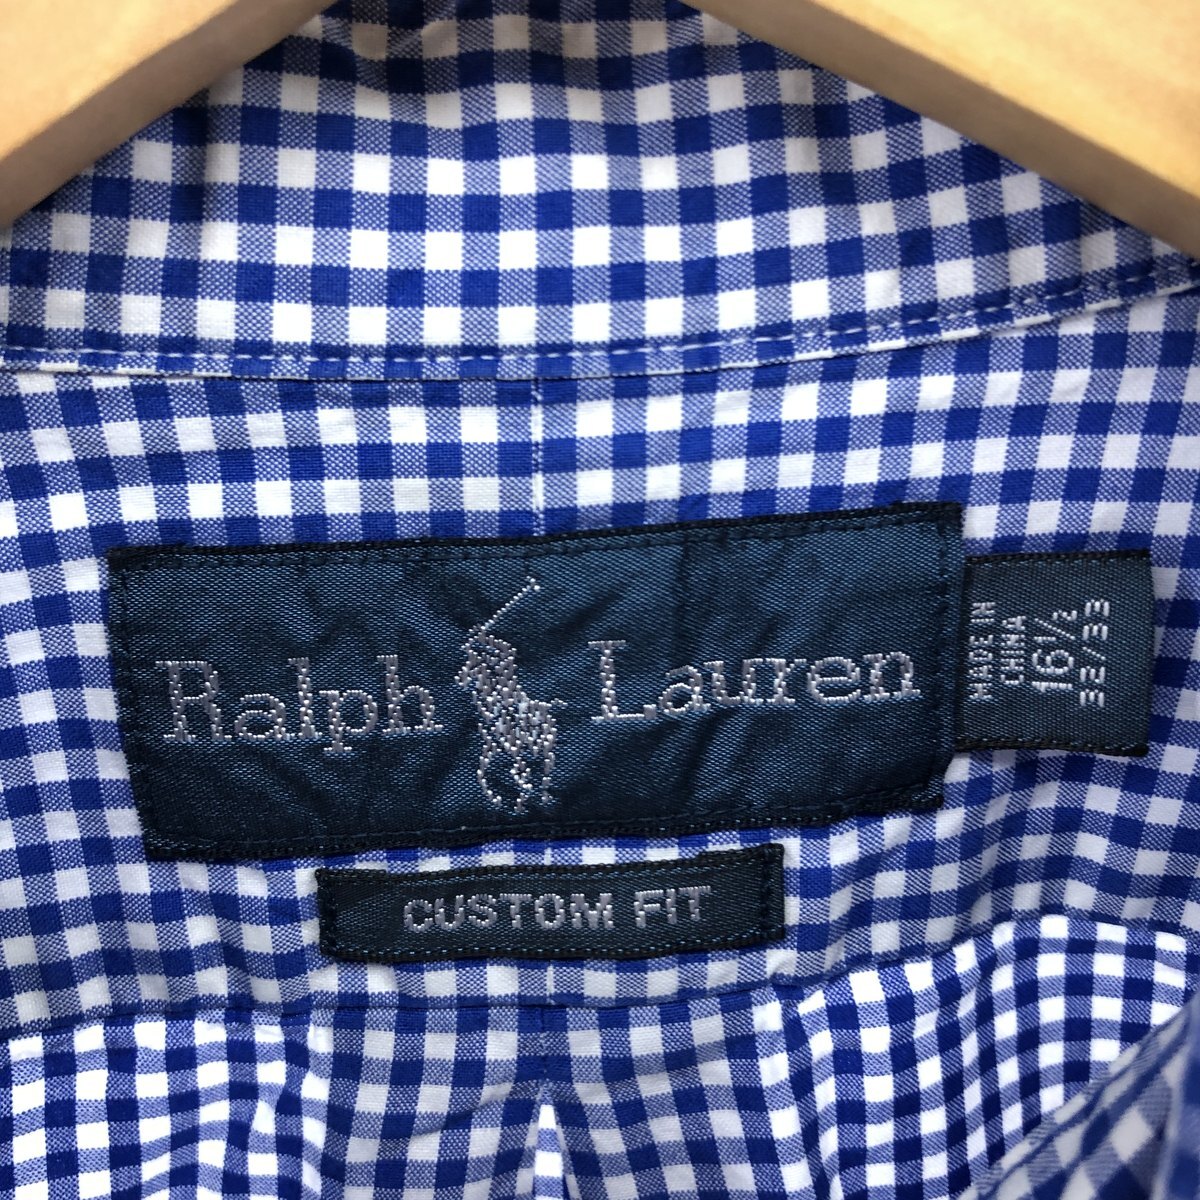 Ralph Lauren
MADE IN
CHINA
16½
32/33
CUSTOM FIT